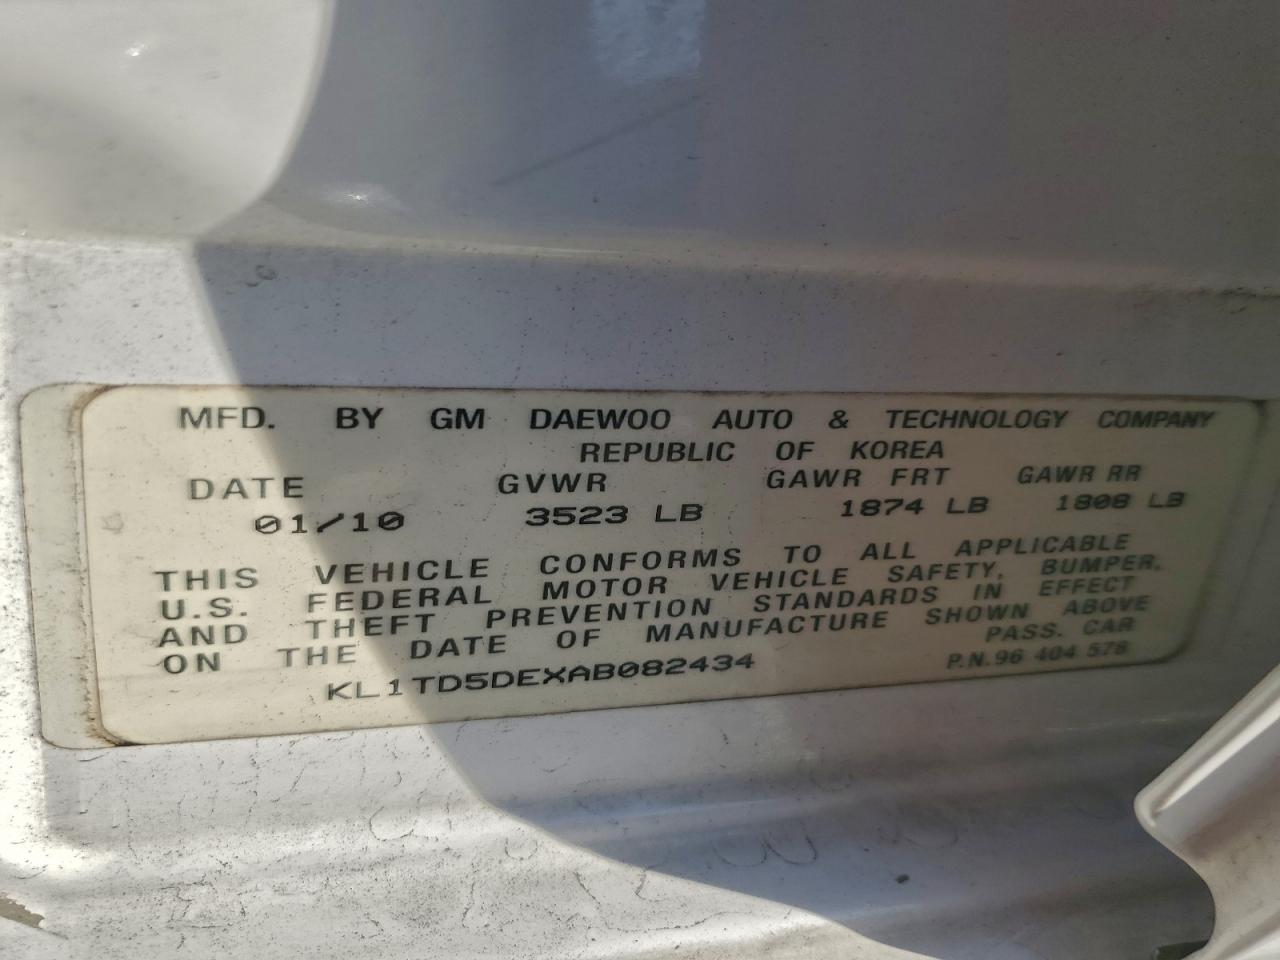 MFD. BY GM DAEWOO AUTO & TECHNOLOGY COMPANY
REPUBLIC OF KOREA
DATE GVWR GAWR FRT GAWR RR
01/10 3523 LB 1874 LB 1808 LB
THIS VEHICLE CONFORMS TO ALL APPLICABLE
U.S. FEDERAL MOTOR VEHICLE SAFETY, BUMPER,
AND THEFT PREVENTION STANDARDS IN EFFECT
ON THE DATE OF MANUFACTURE SHOWN ABOVE
PASS. CAR
KL1TD5DEXAB082434 P.N.96 404 578